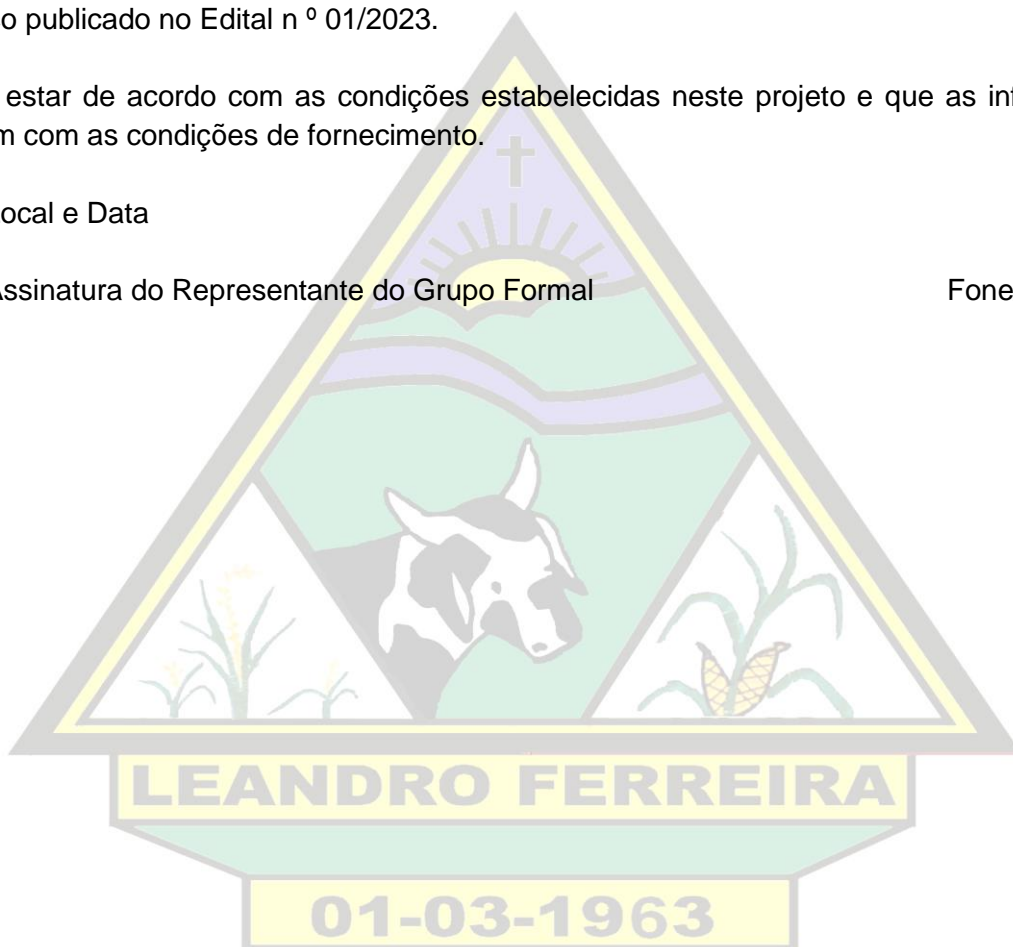 o publicado no Edital n º 01/2023.
estar de acordo com as condições estabelecidas neste projeto e que as inf
m com as condições de fornecimento.
ocal e Data
Assinatura do Representante do Grupo Formal Fone
LEANDRO FERREIRA
01-03-1963